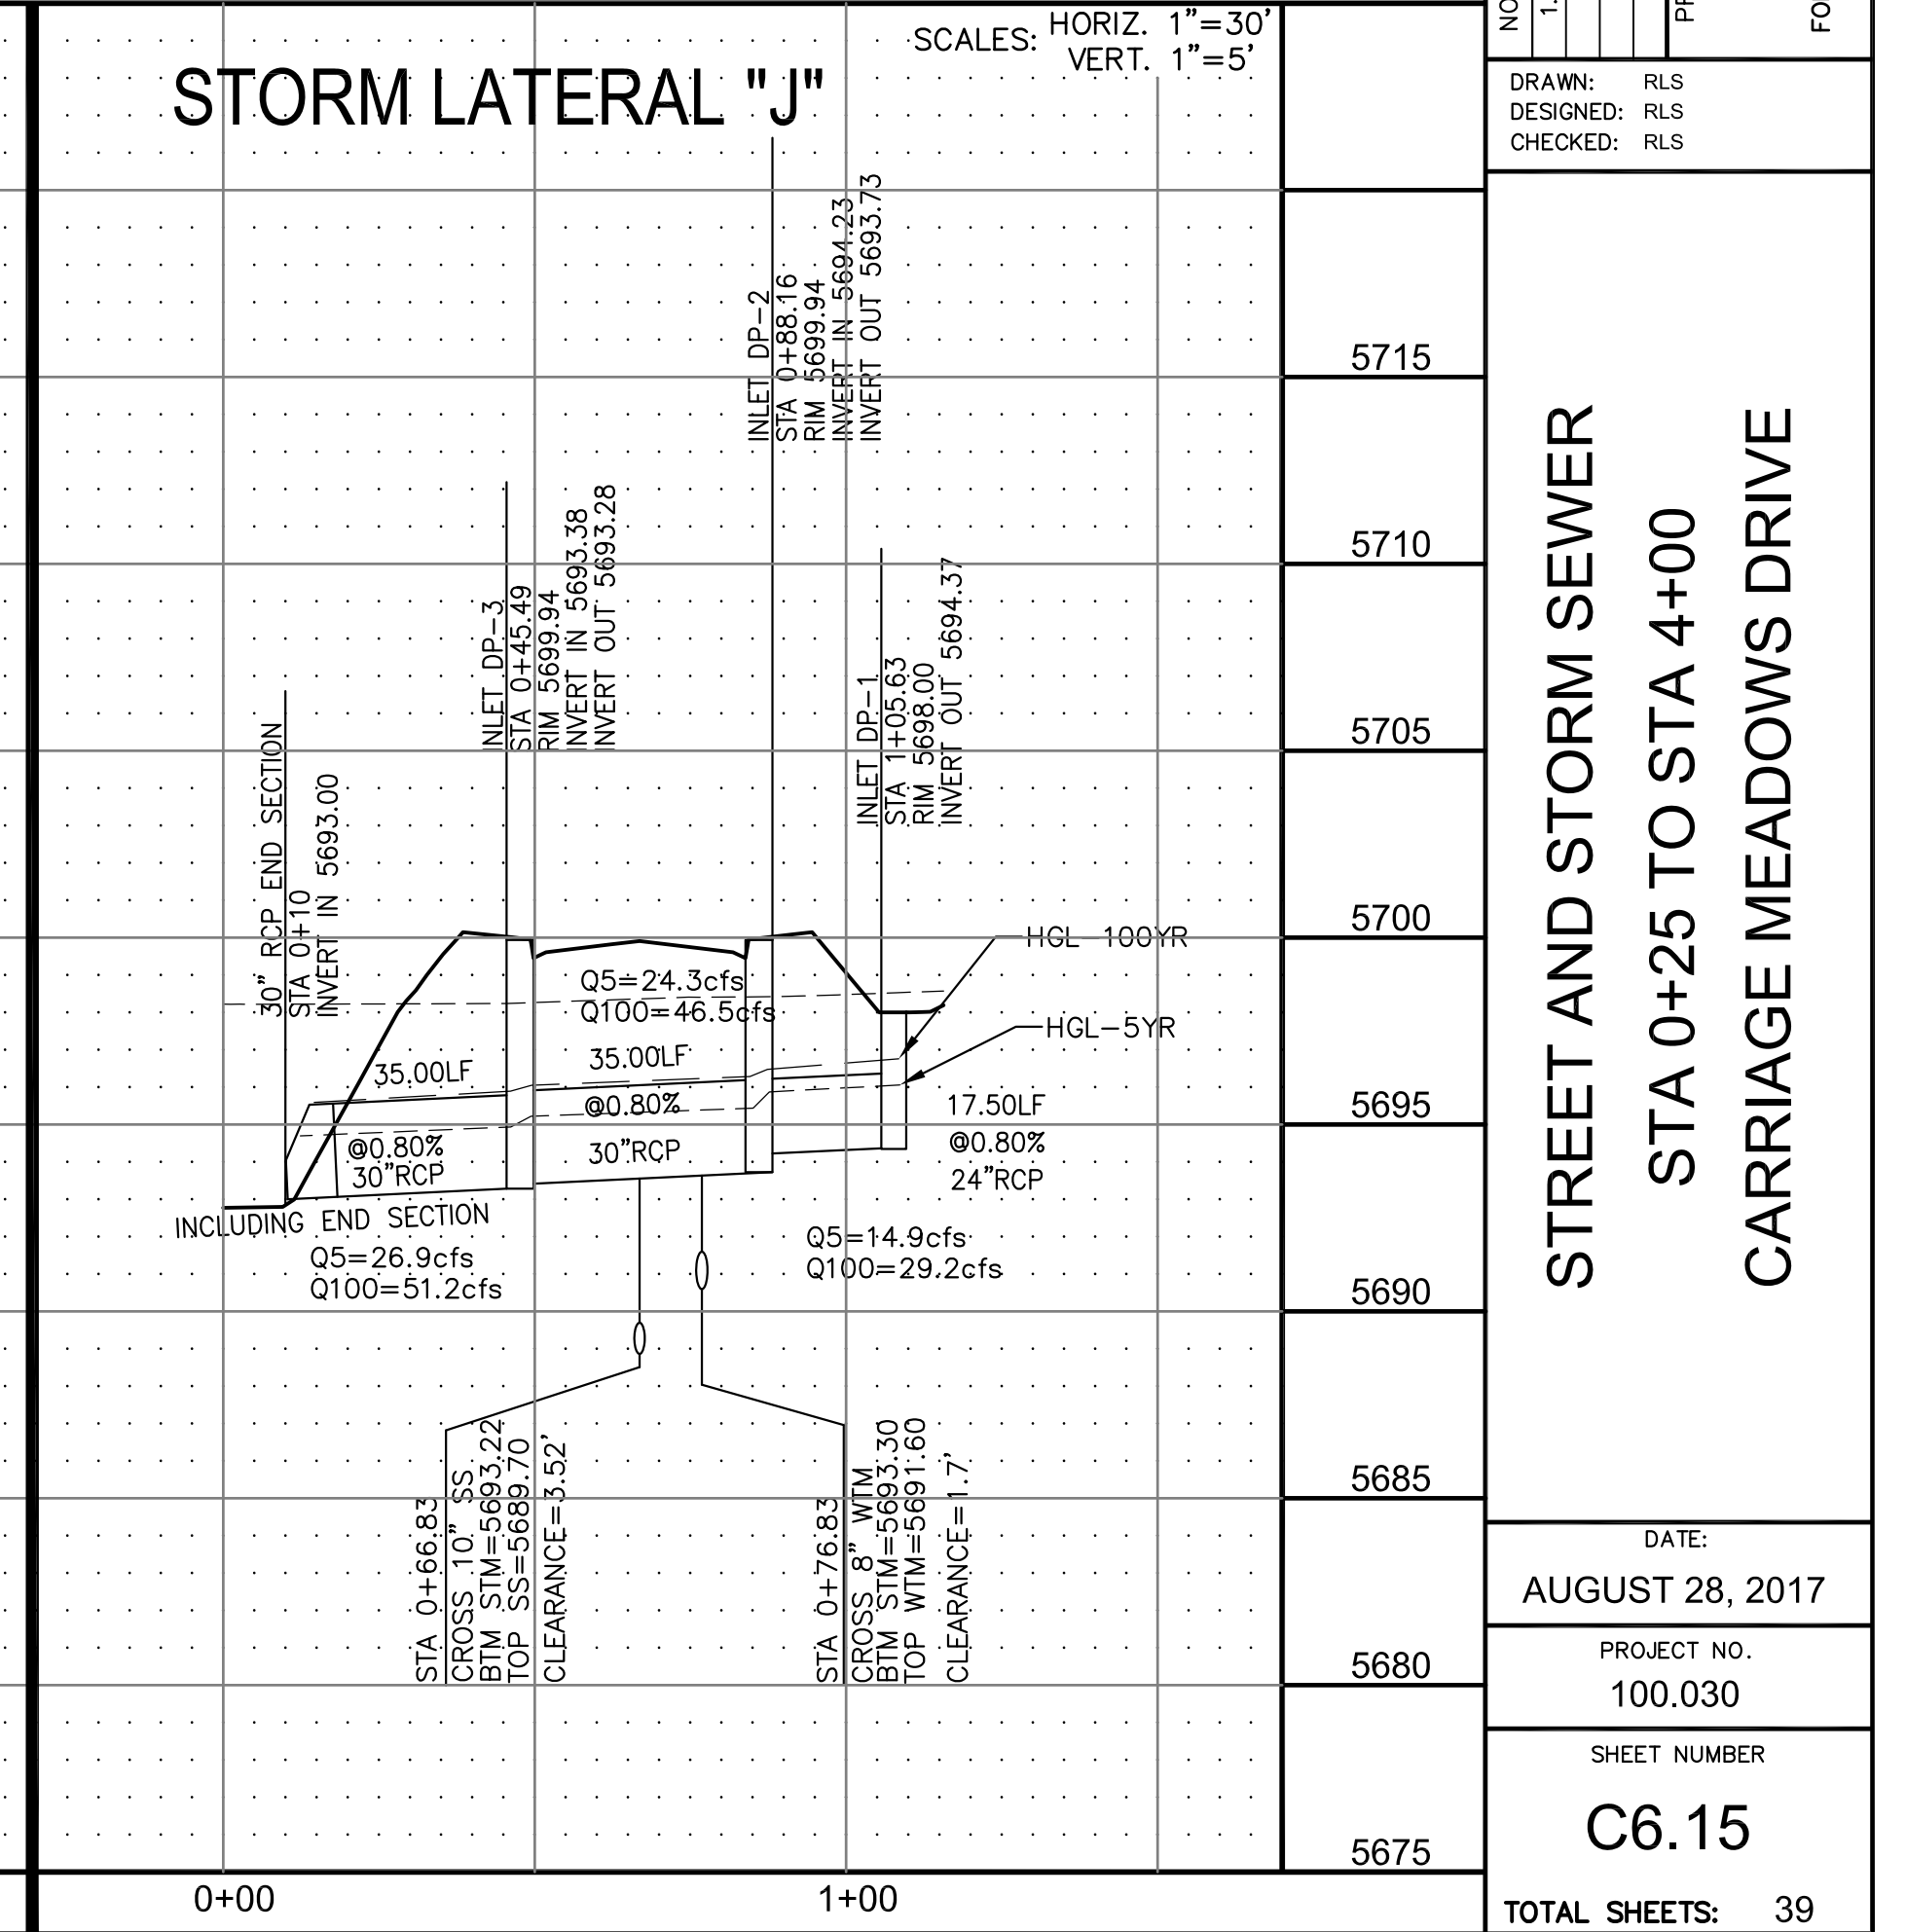 SCALES: HORIZ. 1"=30'
VERT. 1"=5'
STORM LATERAL "J"
30" RCP END SECTION
STA 0+10
INVERT IN 5693.00
INLET DP-3
STA 0+45.49
RIM 5699.94
INVERT IN 5693.38
INVERT OUT 5693.28
INLET DP-2
STA 0+88.16
RIM 5699.94
INVERT IN 5694.23
INVERT OUT 5693.73
INLET DP-1
STA 1+05.63
RIM 5698.00
INVERT OUT 5694.37
HGL-100YR
HGL-5YR
Q5=24.3cfs
Q100=46.5cfs
35.00LF
@0.80%
30"RCP
INCLUDING END SECTION
Q5=26.9cfs
Q100=51.2cfs
35.00LF
@0.80%
30"RCP
17.50LF
@0.80%
24"RCP
Q5=14.9cfs
Q100=29.2cfs
STA 0+66.83
CROSS 10" SS
BTM STM=5693.22
TOP SS=5689.70
CLEARANCE=3.52'
STA 0+76.83
CROSS 8" WTM
BTM STM=5693.30
TOP WTM=5691.60
CLEARANCE=1.7'
5715
5710
5705
5700
5695
5690
5685
5680
5675
0+00
1+00
NO
1.
DRAWN: RLS
DESIGNED: RLS
CHECKED: RLS
STREET AND STORM SEWER
STA 0+25 TO STA 4+00
CARRIAGE MEADOWS DRIVE
DATE:
AUGUST 28, 2017
PROJECT NO.
100.030
SHEET NUMBER
C6.15
TOTAL SHEETS: 39